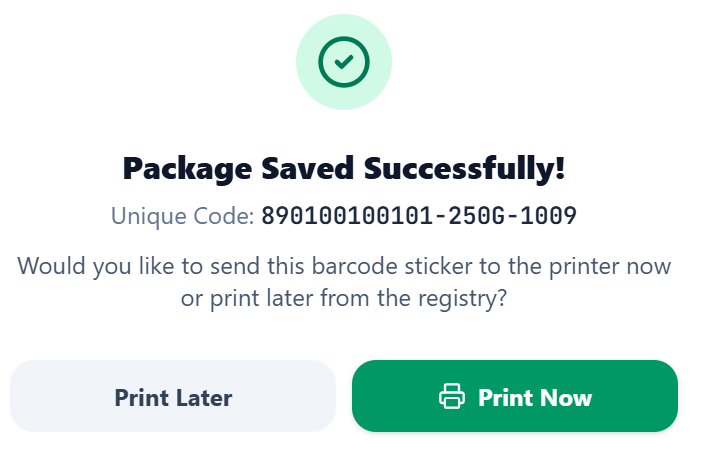 Package Saved Successfully!
Unique Code: 890100100101-250G-1009
Would you like to send this barcode sticker to the printer now
or print later from the registry?
Print Later
Print Now